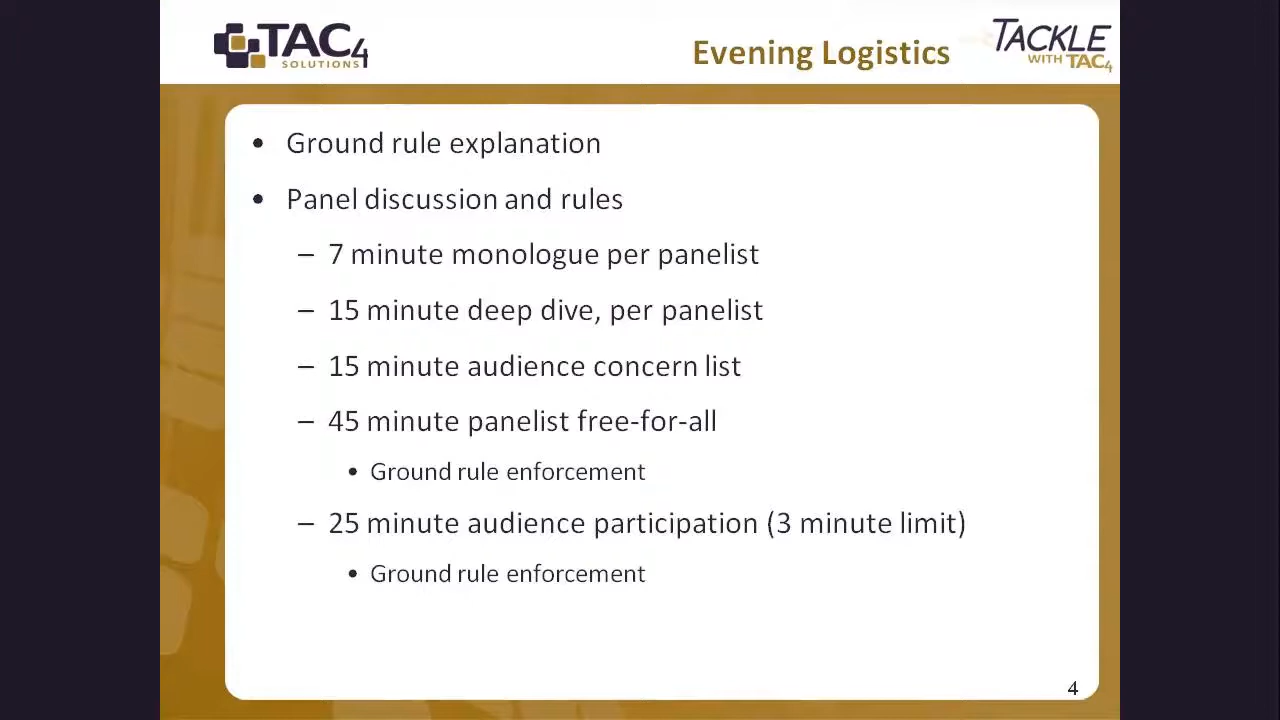 TAC4
SOLUTIONS
Evening Logistics
TACKLE
WITH TAC4
• Ground rule explanation
• Panel discussion and rules
– 7 minute monologue per panelist
– 15 minute deep dive, per panelist
– 15 minute audience concern list
– 45 minute panelist free-for-all
• Ground rule enforcement
– 25 minute audience participation (3 minute limit)
• Ground rule enforcement
4